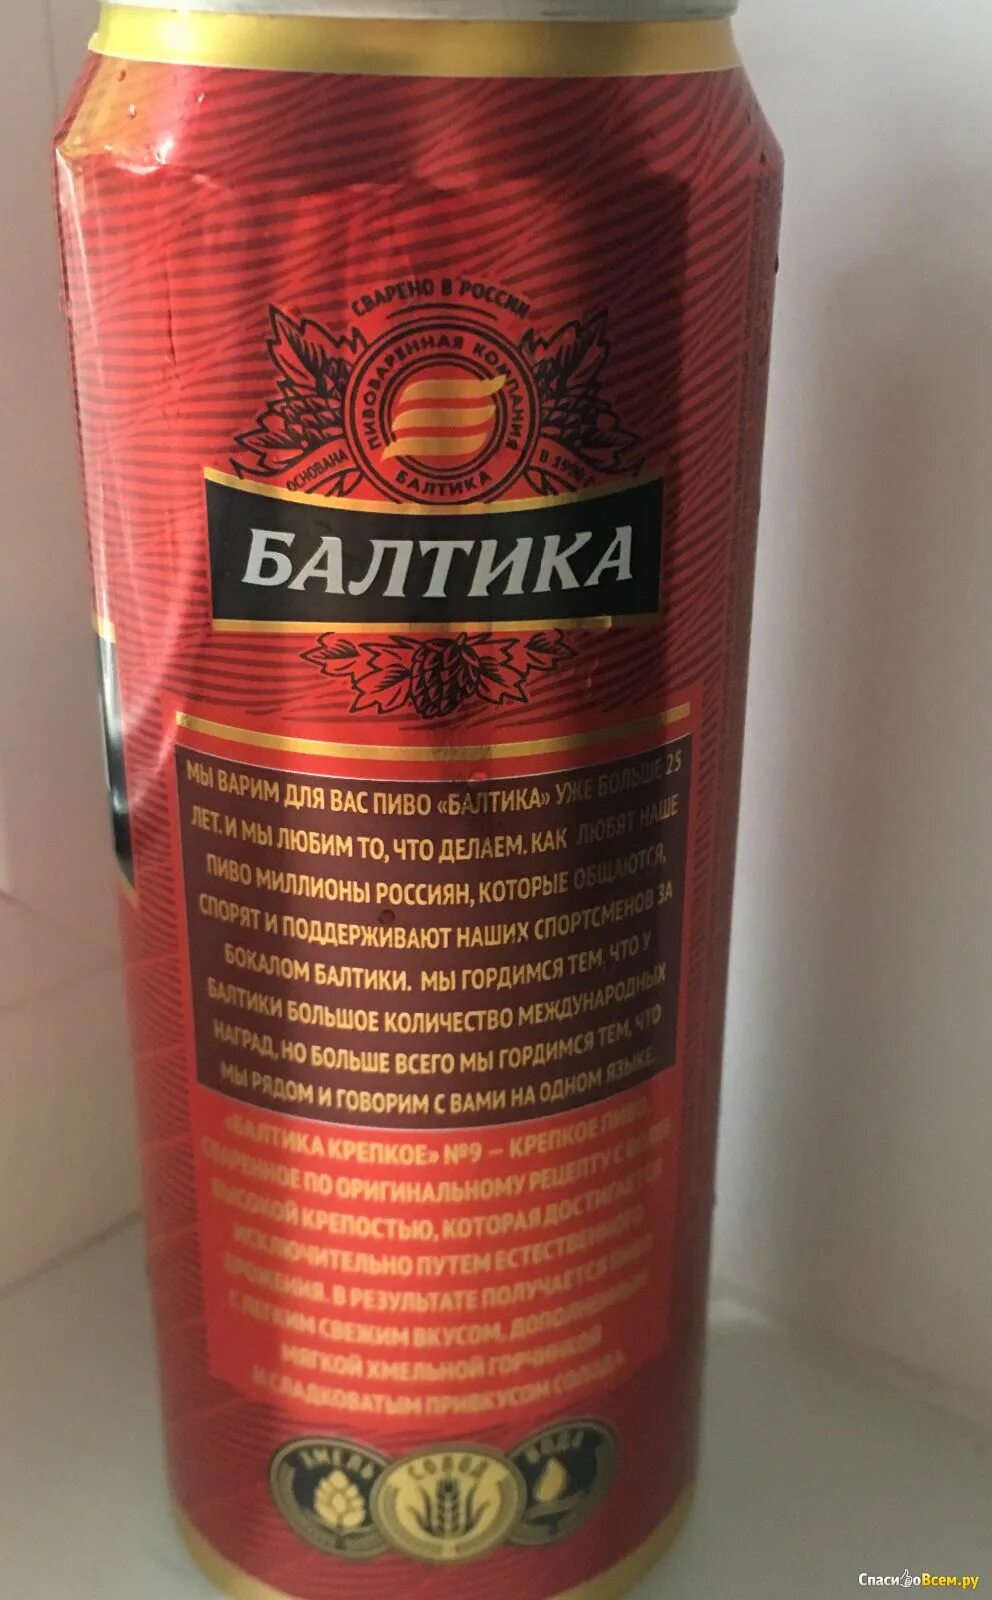 СВАРЕНО В РОССИИ
ПИВОВАРЕННАЯ КОМПАНИЯ
БАЛТИКА
ОСНОВАНА В 1990 Г.
БАЛТИКА
МЫ ВАРИМ ДЛЯ ВАС ПИВО «БАЛТИКА» УЖЕ БОЛЬШЕ 25
ЛЕТ. И МЫ ЛЮБИМ ТО, ЧТО ДЕЛАЕМ. КАК ЛЮБЯТ НАШЕ
ПИВО МИЛЛИОНЫ РОССИЯН, КОТОРЫЕ ОБЩАЮТСЯ,
СПОРЯТ И ПОДДЕРЖИВАЮТ НАШИХ СПОРТСМЕНОВ ЗА
БОКАЛОМ БАЛТИКИ. МЫ ГОРДИМСЯ ТЕМ, ЧТО У
БАЛТИКИ БОЛЬШОЕ КОЛИЧЕСТВО МЕЖДУНАРОДНЫХ
НАГРАД, НО БОЛЬШЕ ВСЕГО МЫ ГОРДИМСЯ ТЕМ, ЧТО
МЫ РЯДОМ И ГОВОРИМ С ВАМИ НА ОДНОМ ЯЗЫКЕ.
«БАЛТИКА КРЕПКОЕ» №9 – КРЕПКОЕ ПИВО,
СВАРЕННОЕ ПО ОРИГИНАЛЬНОМУ РЕЦЕПТУ С БОЛЕЕ
ВЫСОКОЙ КРЕПОСТЬЮ, КОТОРАЯ ДОСТИГАЕТСЯ
ИСКЛЮЧИТЕЛЬНО ПУТЕМ ЕСТЕСТВЕННОГО
БРОЖЕНИЯ. В РЕЗУЛЬТАТЕ ПОЛУЧАЕТСЯ ПИВО
С ЛЕГКИМ СВЕЖИМ ВКУСОМ, ДОПОЛНЕННЫМ
МЯГКОЙ ХМЕЛЬНОЙ ГОРЧИНКОЙ
И СЛАДКОВАТЫМ ПРИВКУСОМ СОЛОДА
ХМЕЛЬ СОЛОД ВОДА
СпасибоВсем.ру